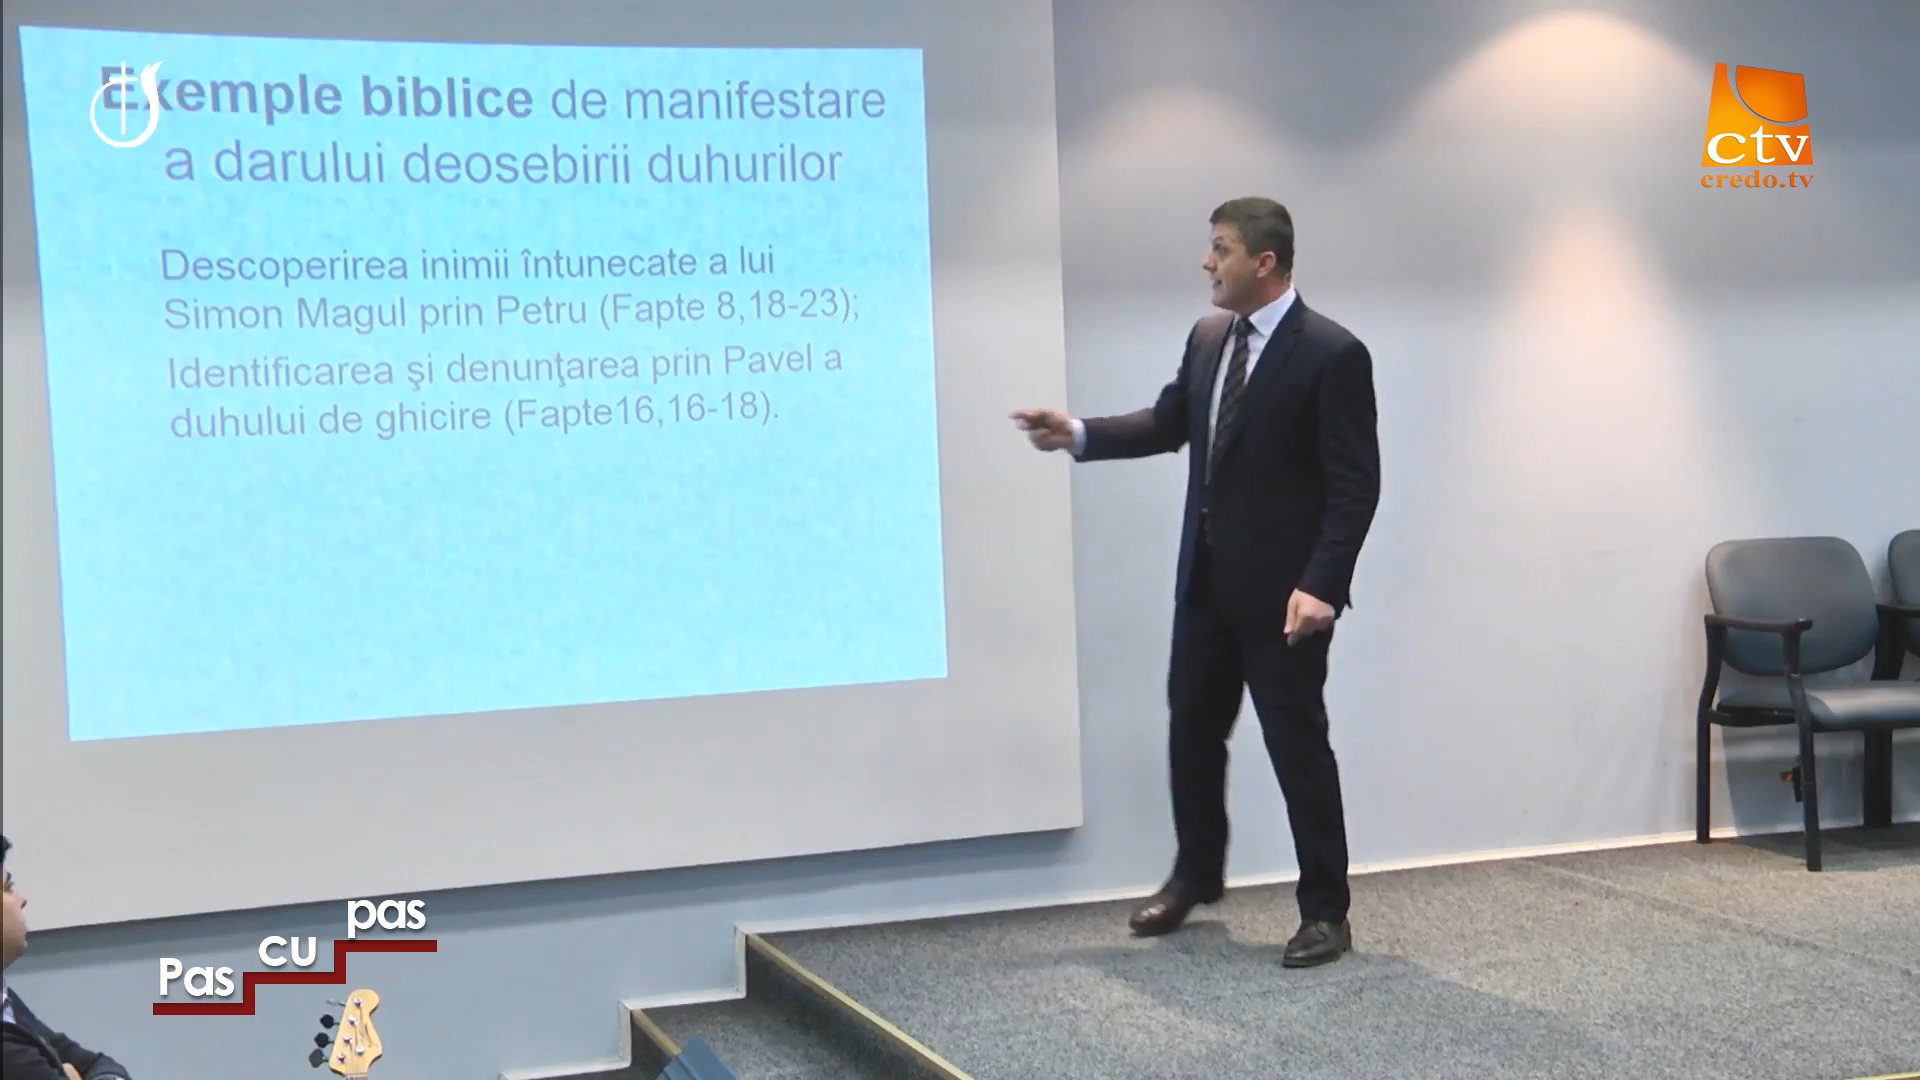 Exemple biblice de manifestare
a darului deosebirii duhurilor
Descoperirea inimii întunecate a lui
Simon Magul prin Petru (Fapte 8,18-23);
Identificarea şi denunţarea prin Pavel a
duhului de ghicire (Fapte16,16-18).
ctv
credo.tv
Pas
cu
pas